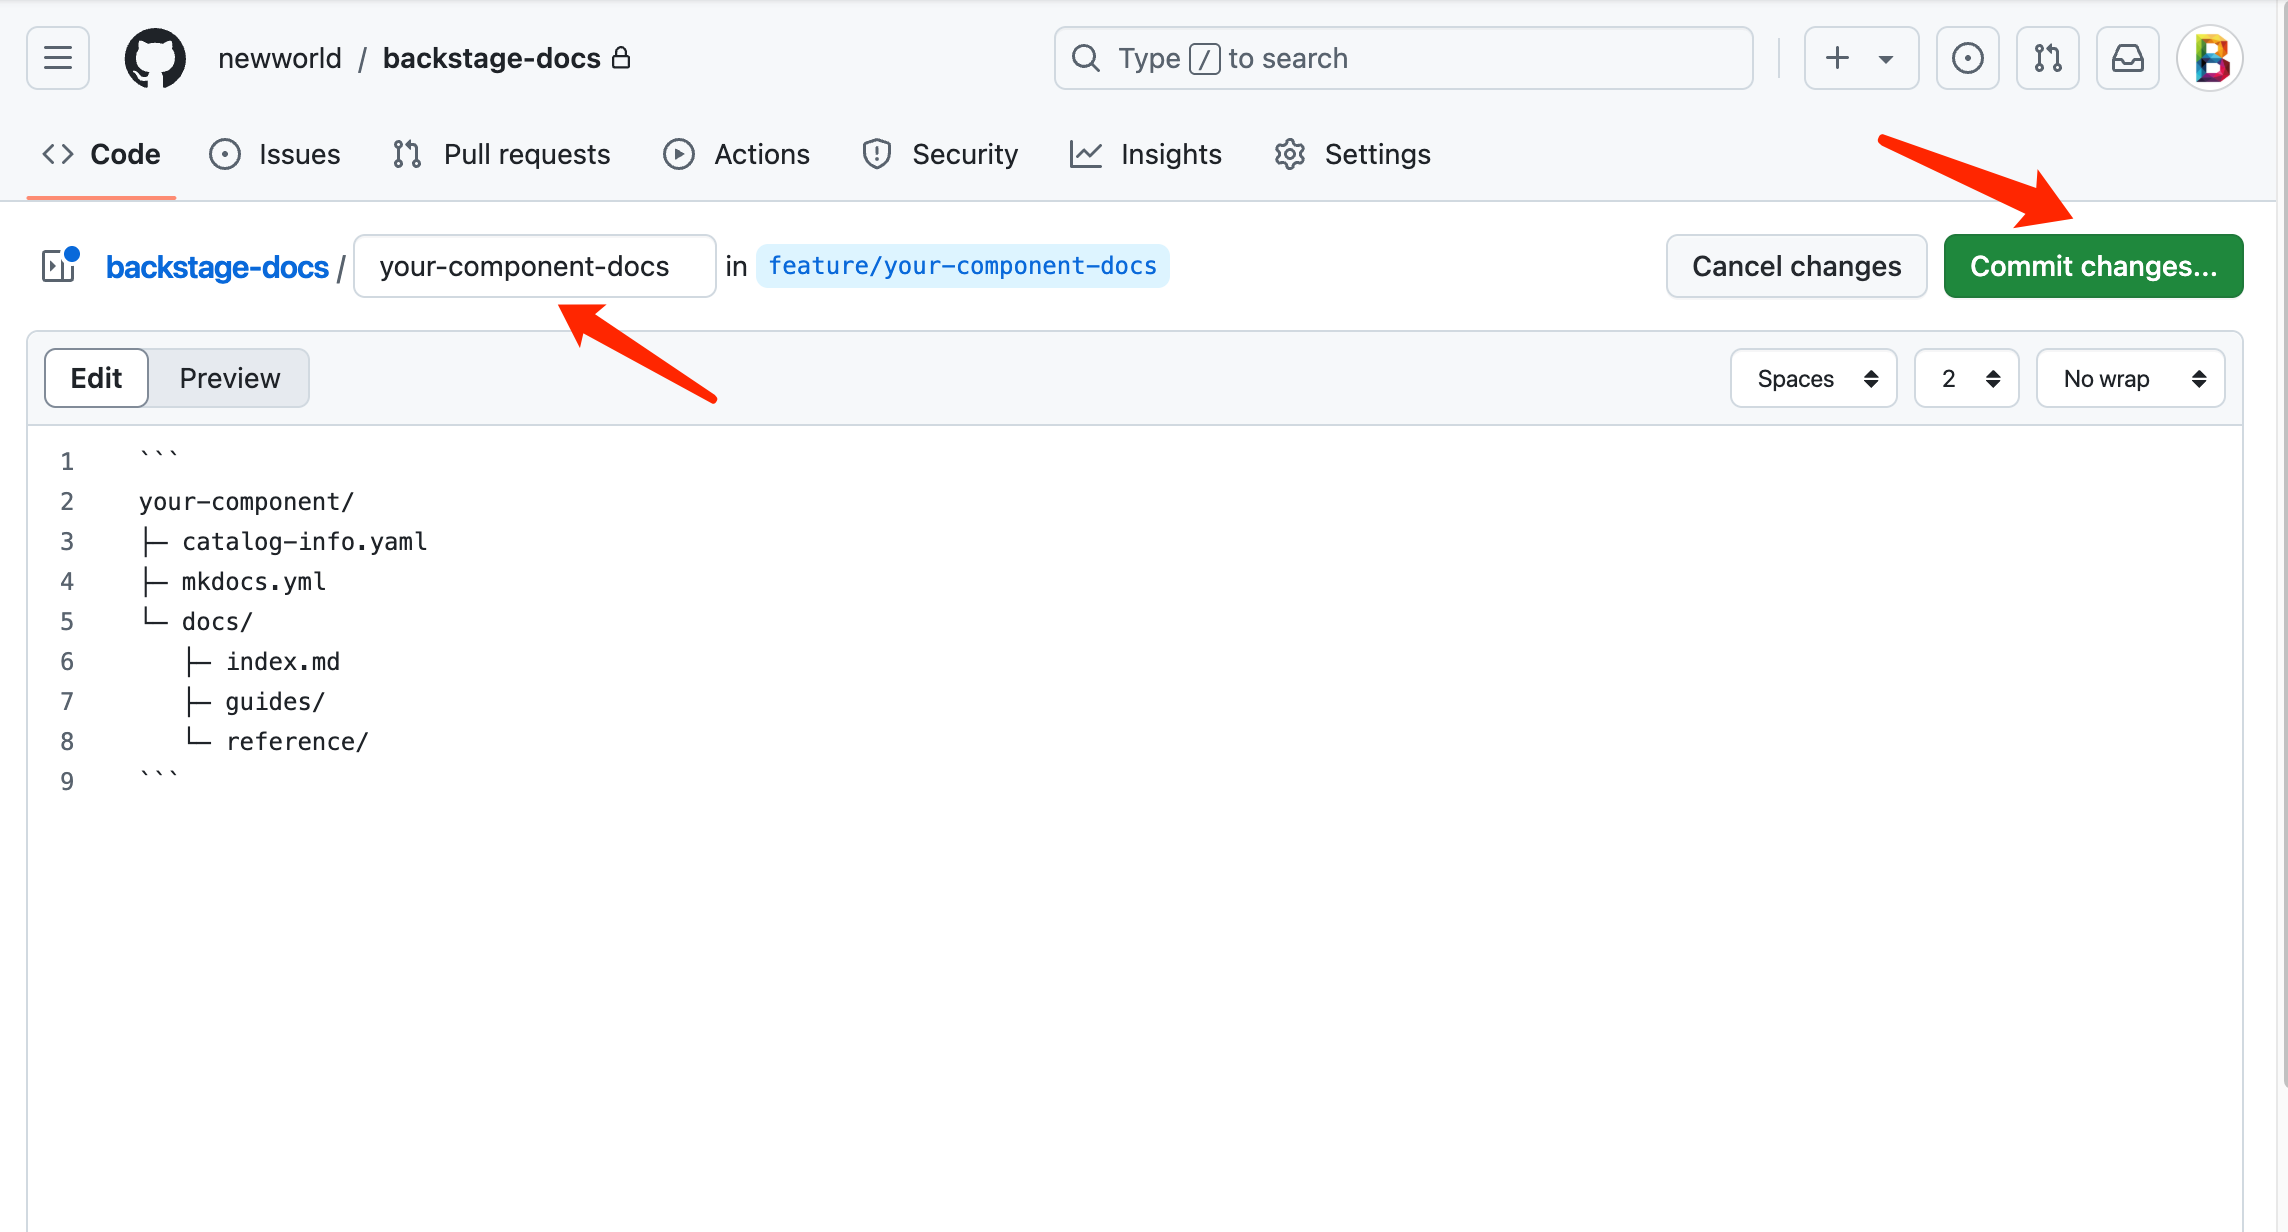 newworld / backstage-docs
Type / to search
B
Code Issues Pull requests Actions Security Insights Settings
backstage-docs / your-component-docs in feature/your-component-docs
Cancel changes Commit changes...
Edit Preview
Spaces 2 No wrap
1 ```
2 your-component/
3 ├─ catalog-info.yaml
4 ├─ mkdocs.yml
5 └─ docs/
6    ├─ index.md
7    ├─ guides/
8    └─ reference/
9 ```